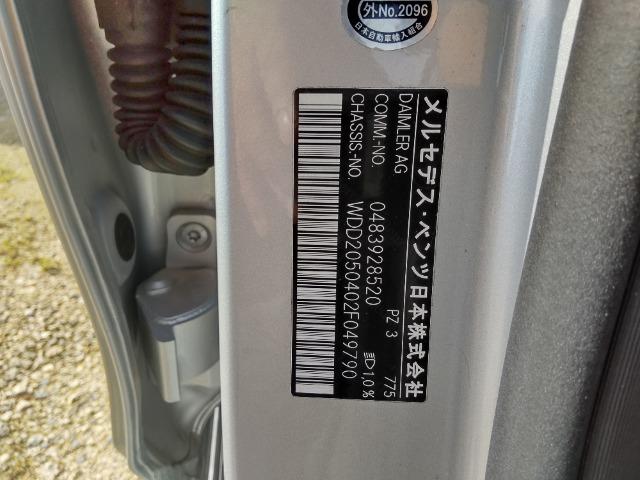 外No.2096
日本自動車輸入組合
メルセデス・ベンツ日本株式会社
DAIMLER AG 775
COMM.-NO. 0483928520 PZ 3 1,0%
CHASSIS-NO. WDD2050402F049790